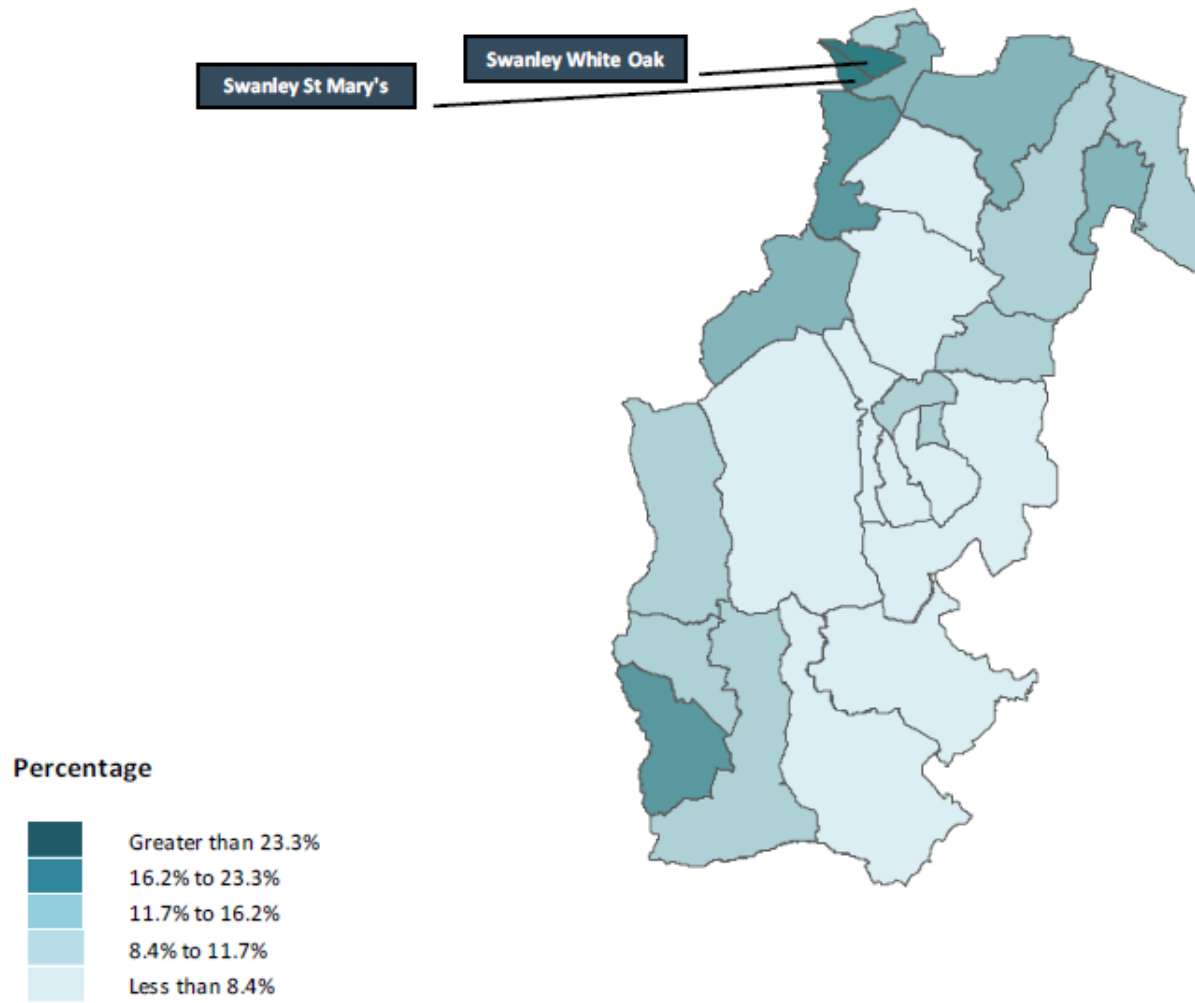 Swanley White Oak
Swanley St Mary's
Percentage
Greater than 23.3%
16.2% to 23.3%
11.7% to 16.2%
8.4% to 11.7%
Less than 8.4%